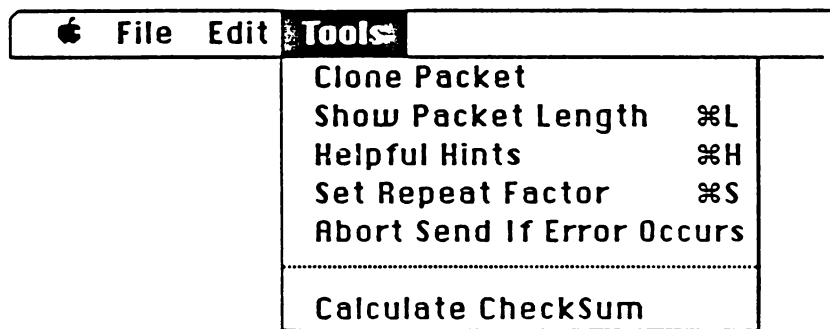 File Edit Tools
Clone Packet
Show Packet Length ⌘L
Helpful Hints ⌘H
Set Repeat Factor ⌘S
Abort Send If Error Occurs
Calculate CheckSum